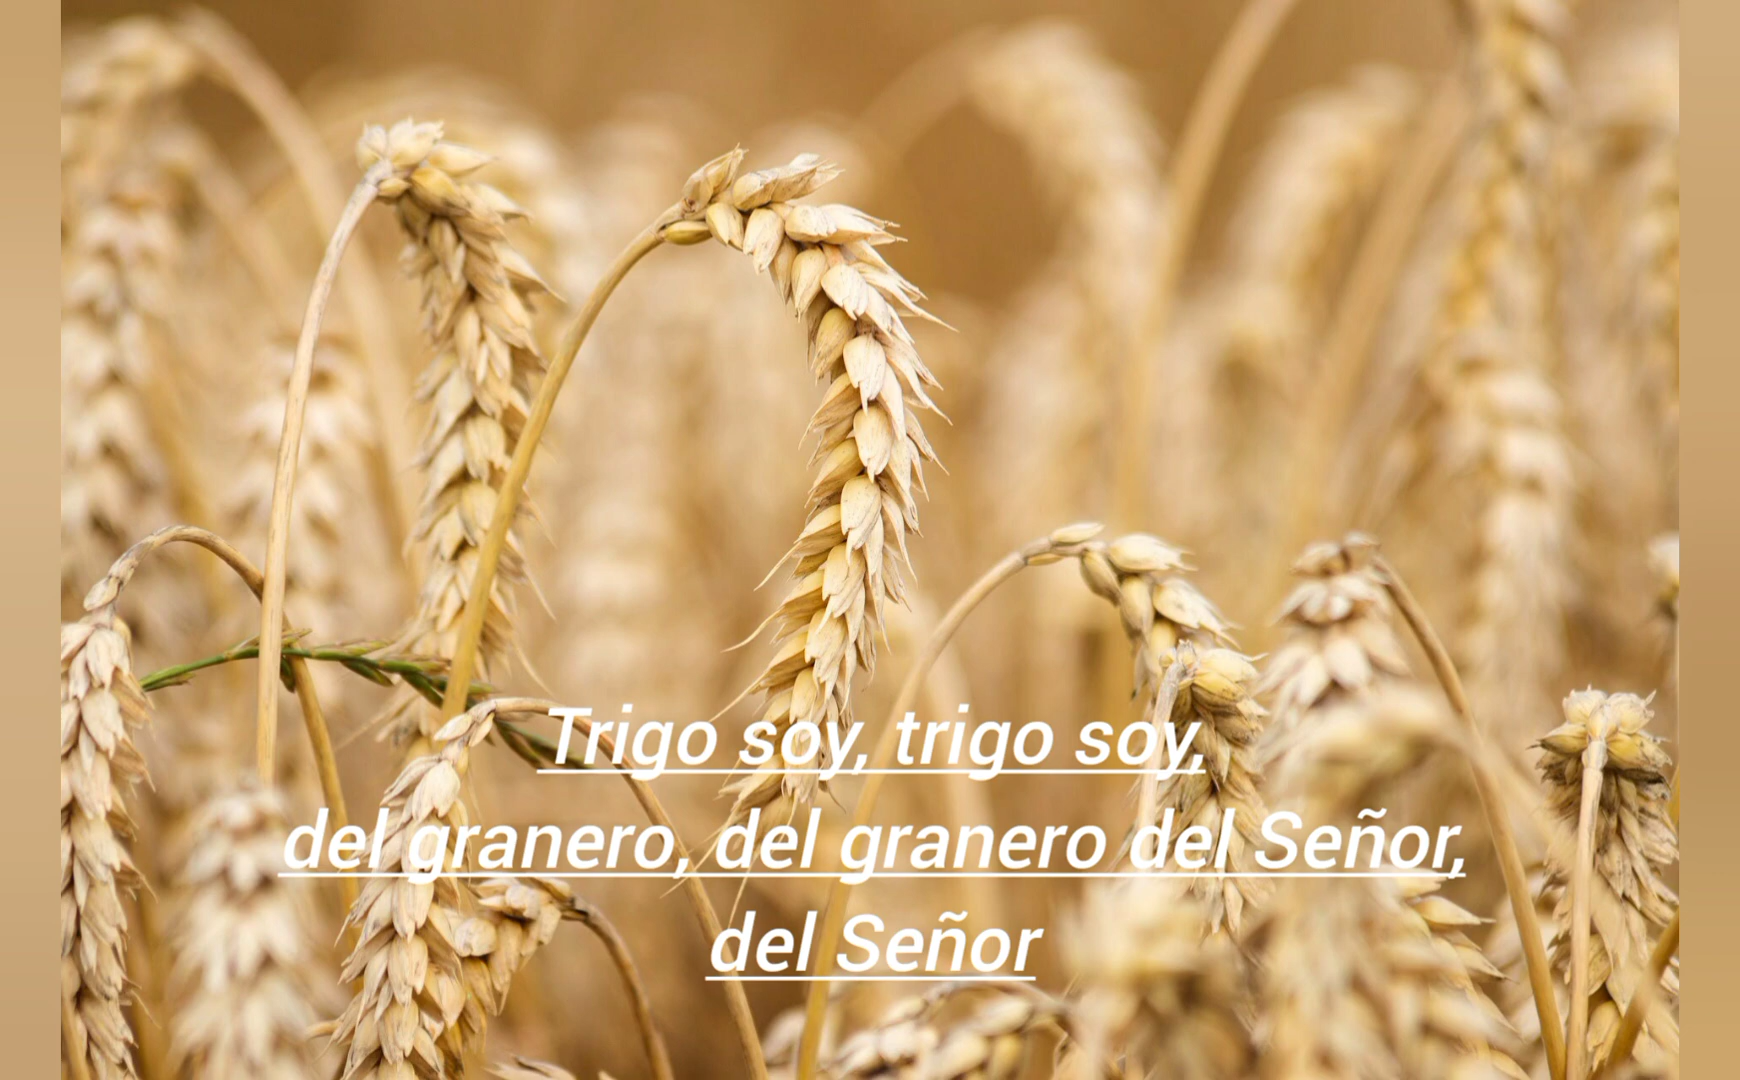 Trigo soy, trigo soy,
del granero, del granero del Señor,
del Señor